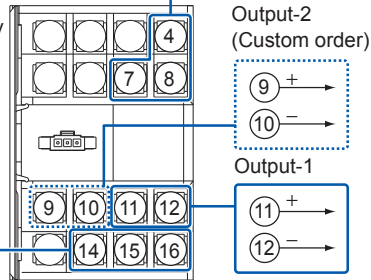 y
Output-2
(Custom order)
4
7 8
9 +
10 −
Output-1
9 10 11 12
11 +
12 −
14 15 16